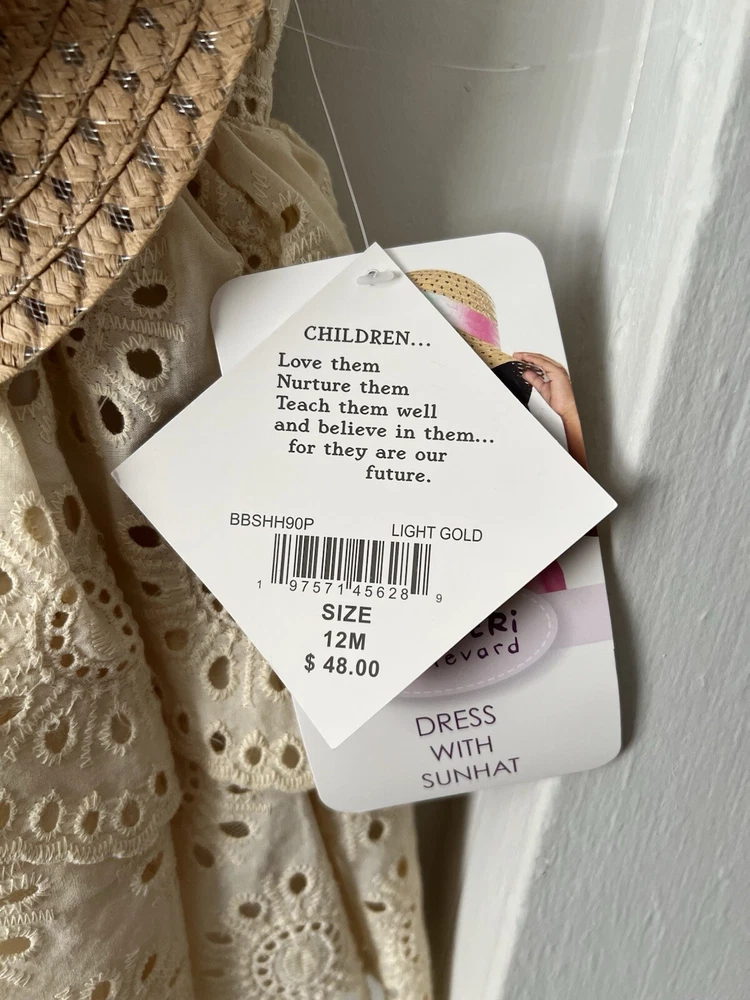 CHILDREN...
Love them
Nurture them
Teach them well
and believe in them...
for they are our
future.
BBSHH90P LIGHT GOLD
1 97571 45628 9
SIZE
12M
$ 48.00
DRESS
WITH
SUNHAT